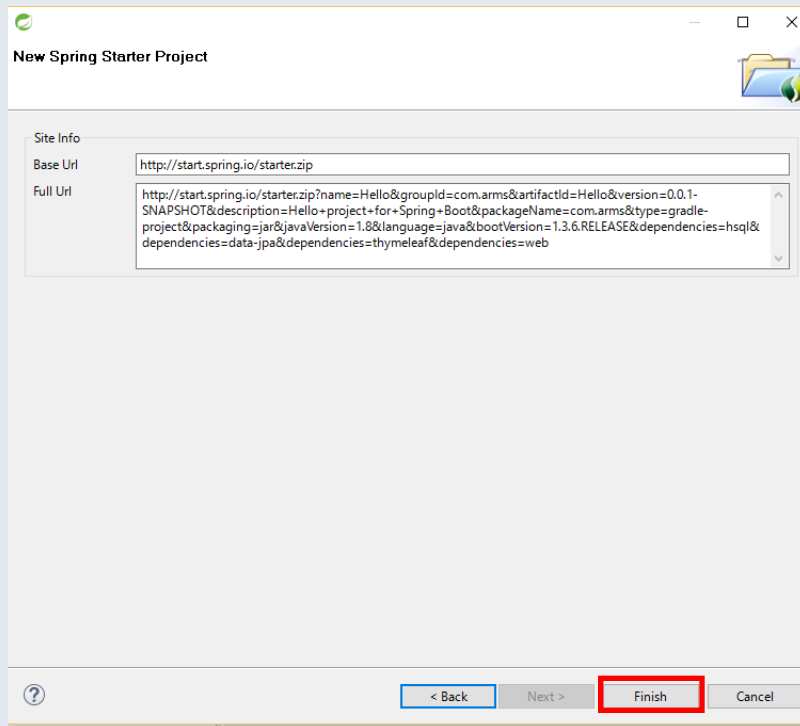 New Spring Starter Project
Site Info
Base Url
http://start.spring.io/starter.zip
Full Url
http://start.spring.io/starter.zip?name=Hello&groupId=com.arms&artifactId=Hello&version=0.0.1-
SNAPSHOT&description=Hello+project+for+Spring+Boot&packageName=com.arms&type=gradle-
project&packaging=jar&javaVersion=1.8&language=java&bootVersion=1.3.6.RELEASE&dependencies=hsql&
dependencies=data-jpa&dependencies=thymeleaf&dependencies=web
?
< Back
Next >
Finish
Cancel